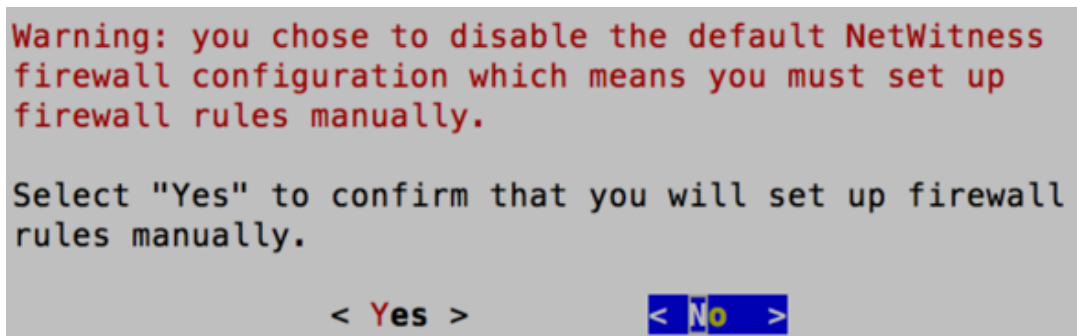 Warning: you chose to disable the default NetWitness
firewall configuration which means you must set up
firewall rules manually.
Select "Yes" to confirm that you will set up firewall
rules manually.
< Yes > < No >